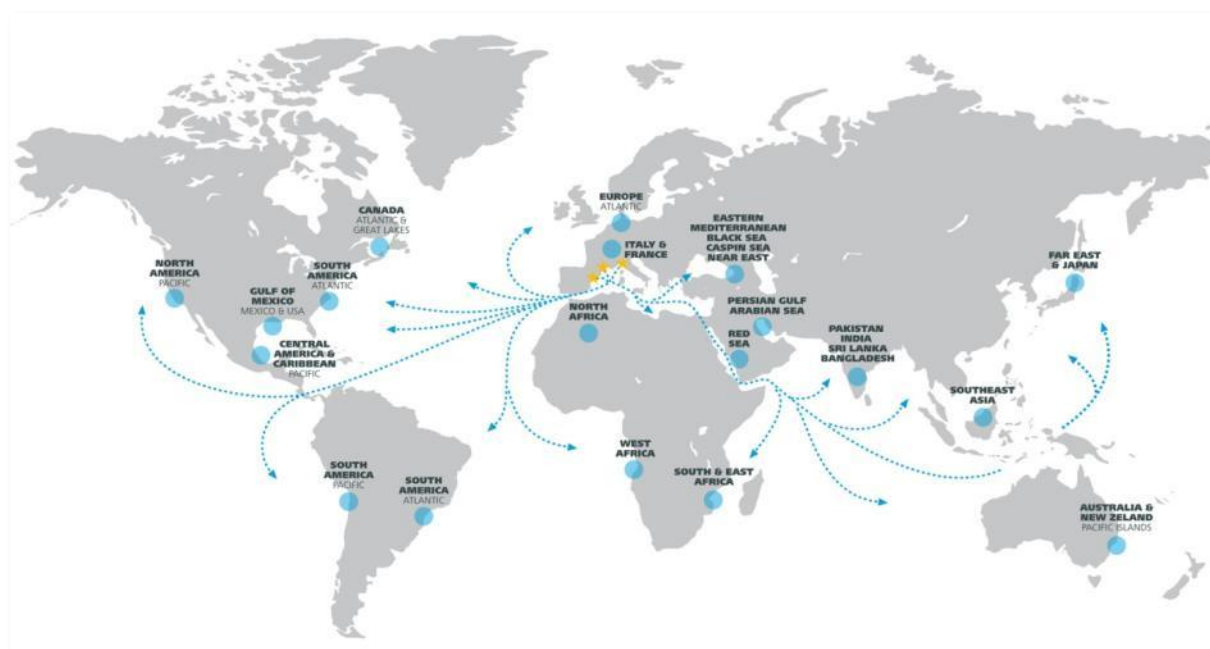 CANADA
ATLANTIC &
GREAT LAKES
NORTH
AMERICA
PACIFIC
SOUTH
AMERICA
ATLANTIC
GULF OF
MEXICO
MEXICO & USA
CENTRAL
AMERICA &
CARIBBEAN
PACIFIC
SOUTH
AMERICA
PACIFIC
SOUTH
AMERICA
ATLANTIC
EUROPE
ATLANTIC
ITALY &
FRANCE
EASTERN
MEDITERRANEAN
BLACK SEA
CASPIN SEA
NEAR EAST
NORTH
AFRICA
PERSIAN GULF
ARABIAN SEA
RED
SEA
WEST
AFRICA
SOUTH & EAST
AFRICA
PAKISTAN
INDIA
SRI LANKA
BANGLADESH
FAR EAST
& JAPAN
SOUTHEAST
ASIA
AUSTRALIA &
NEW ZELAND
PACIFIC ISLANDS